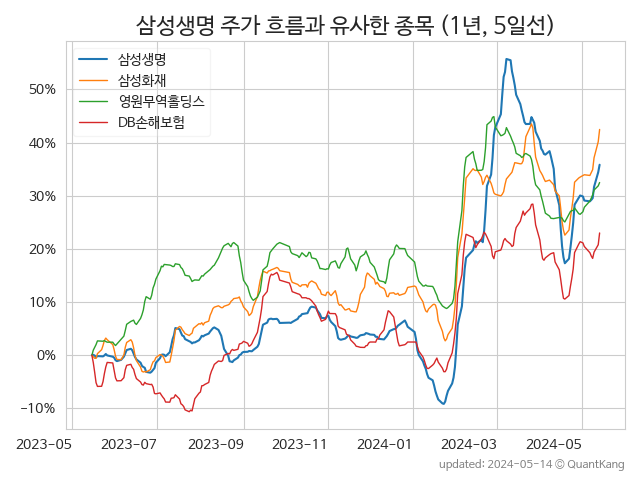 삼성생명 주가 흐름과 유사한 종목 (1년, 5일선)
삼성생명
삼성화재
영원무역홀딩스
DB손해보험
50%
40%
30%
20%
10%
0%
−10%
2023-05 2023-07 2023-09 2023-11 2024-01 2024-03 2024-05
updated: 2024-05-14 © QuantKang